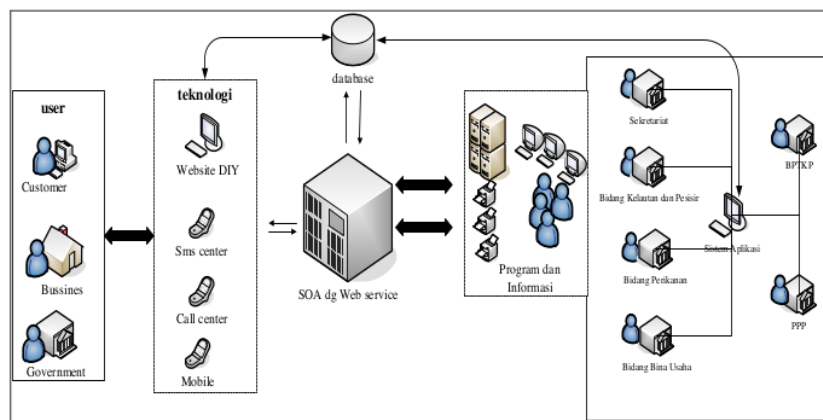 database
user
Customer
Bussines
Government
teknologi
Website DIY
Sms center
Call center
Mobile
SOA dg Web service
Program dan
Informasi
Sekretariat
Bidang Kelautan dan Pesisir
Bidang Perikanan
Bidang Bina Usaha
Sistem Aplikasi
BPTKP
PPP